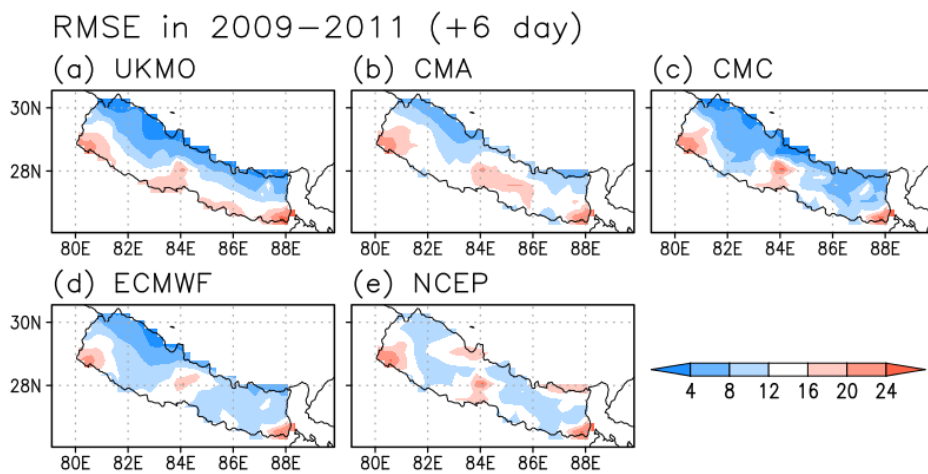 RMSE in 2009−2011 (+6 day)
(a) UKMO
(b) CMA
(c) CMC
30N
28N
80E 82E 84E 86E 88E
80E 82E 84E 86E 88E
80E 82E 84E 86E 88E
(d) ECMWF
(e) NCEP
30N
28N
80E 82E 84E 86E 88E
80E 82E 84E 86E 88E
4 8 12 16 20 24